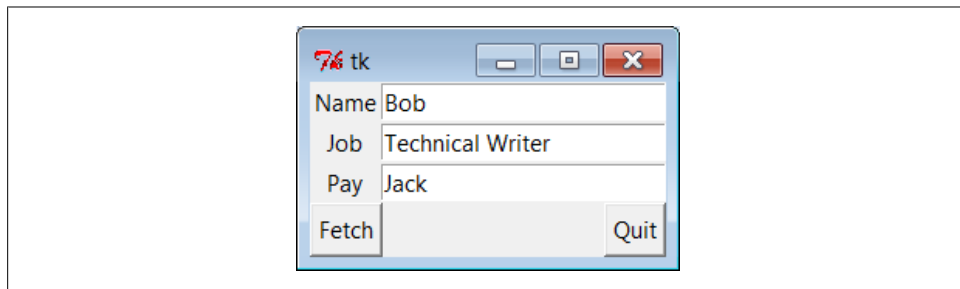 tk
Name Bob
Job Technical Writer
Pay Jack
Fetch Quit